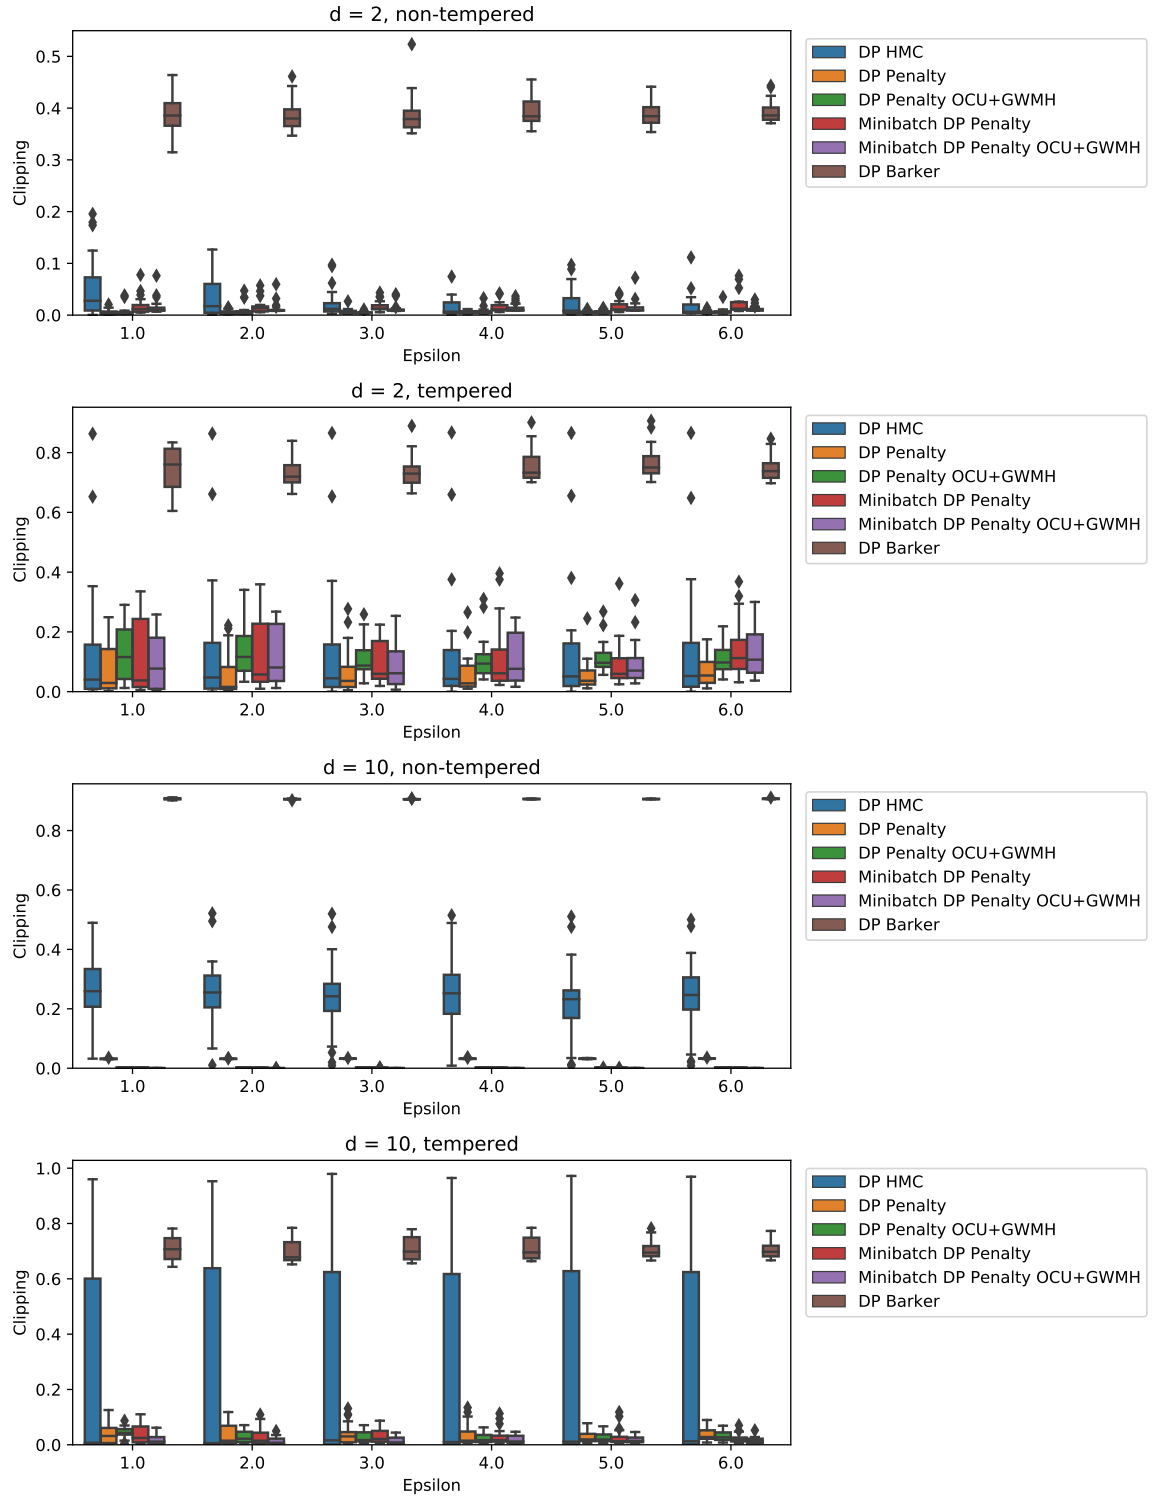 d = 2, non-tempered
Clipping
0.5
0.4
0.3
0.2
0.1
0.0
1.0 2.0 3.0 4.0 5.0 6.0
Epsilon
DP HMC
DP Penalty
DP Penalty OCU+GWMH
Minibatch DP Penalty
Minibatch DP Penalty OCU+GWMH
DP Barker
d = 2, tempered
Clipping
0.8
0.6
0.4
0.2
0.0
1.0 2.0 3.0 4.0 5.0 6.0
Epsilon
DP HMC
DP Penalty
DP Penalty OCU+GWMH
Minibatch DP Penalty
Minibatch DP Penalty OCU+GWMH
DP Barker
d = 10, non-tempered
Clipping
0.8
0.6
0.4
0.2
0.0
1.0 2.0 3.0 4.0 5.0 6.0
Epsilon
DP HMC
DP Penalty
DP Penalty OCU+GWMH
Minibatch DP Penalty
Minibatch DP Penalty OCU+GWMH
DP Barker
d = 10, tempered
Clipping
1.0
0.8
0.6
0.4
0.2
0.0
1.0 2.0 3.0 4.0 5.0 6.0
Epsilon
DP HMC
DP Penalty
DP Penalty OCU+GWMH
Minibatch DP Penalty
Minibatch DP Penalty OCU+GWMH
DP Barker